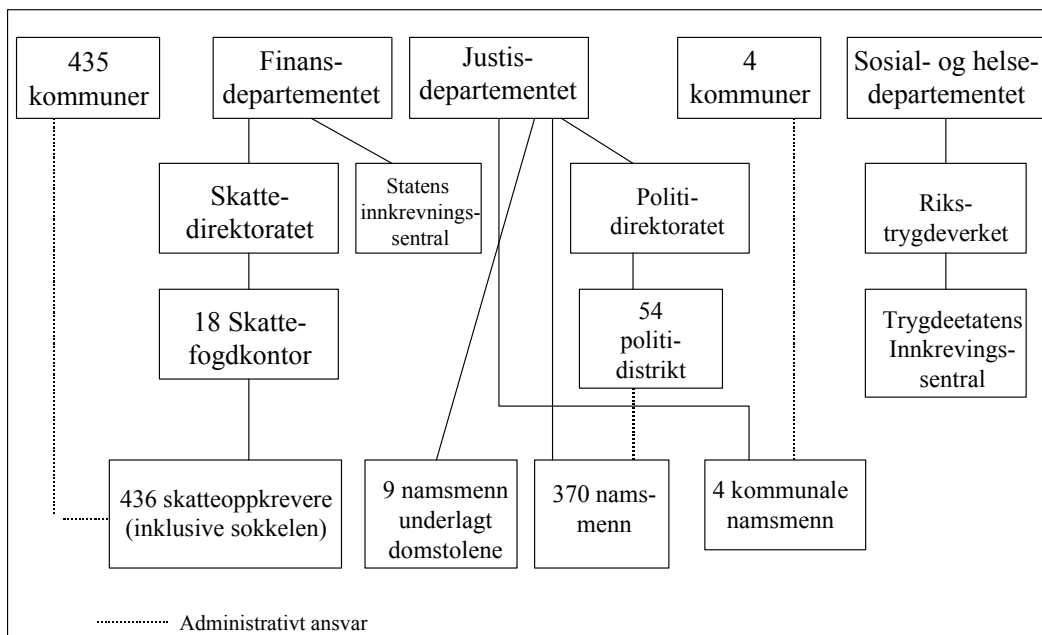 435
kommuner
Finans-
departementet
Justis-
departementet
4
kommuner
Sosial- og helse-
departementet
Skatte-
direktoratet
Statens
innkrevnings-
sentral
Politi-
direktoratet
Riks-
trygdeverket
18 Skatte-
fogdkontor
54
politi-
distrikt
Trygdeetatens
Innkrevings-
sentral
436 skatteoppkrevere
(inklusive sokkelen)
9 namsmenn
underlagt
domstolene
370 nams-
menn
4 kommunale
namsmenn
Administrativt ansvar